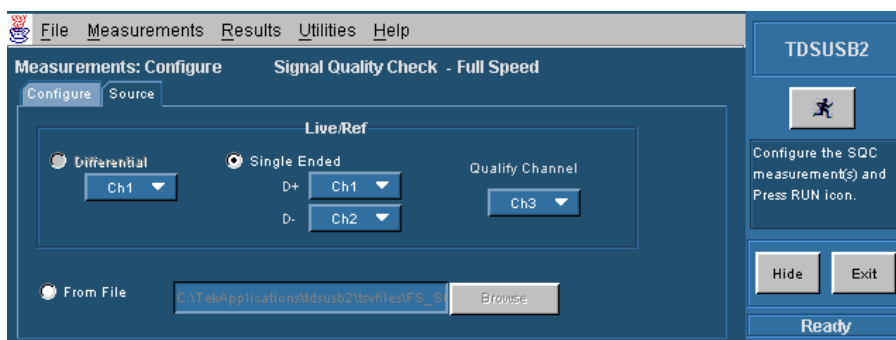 File Measurements Results Utilities Help
TDSUSB2
Measurements: Configure Signal Quality Check - Full Speed
Configure Source
Live/Ref
Differential
Ch1
Single Ended
D+ Ch1
D- Ch2
Qualify Channel
Ch3
From File
C:\TekApplications\tdsusb2\tsvfiles\FS_S
Browse
Configure the SQC
measurement(s) and
Press RUN icon.
Hide Exit
Ready